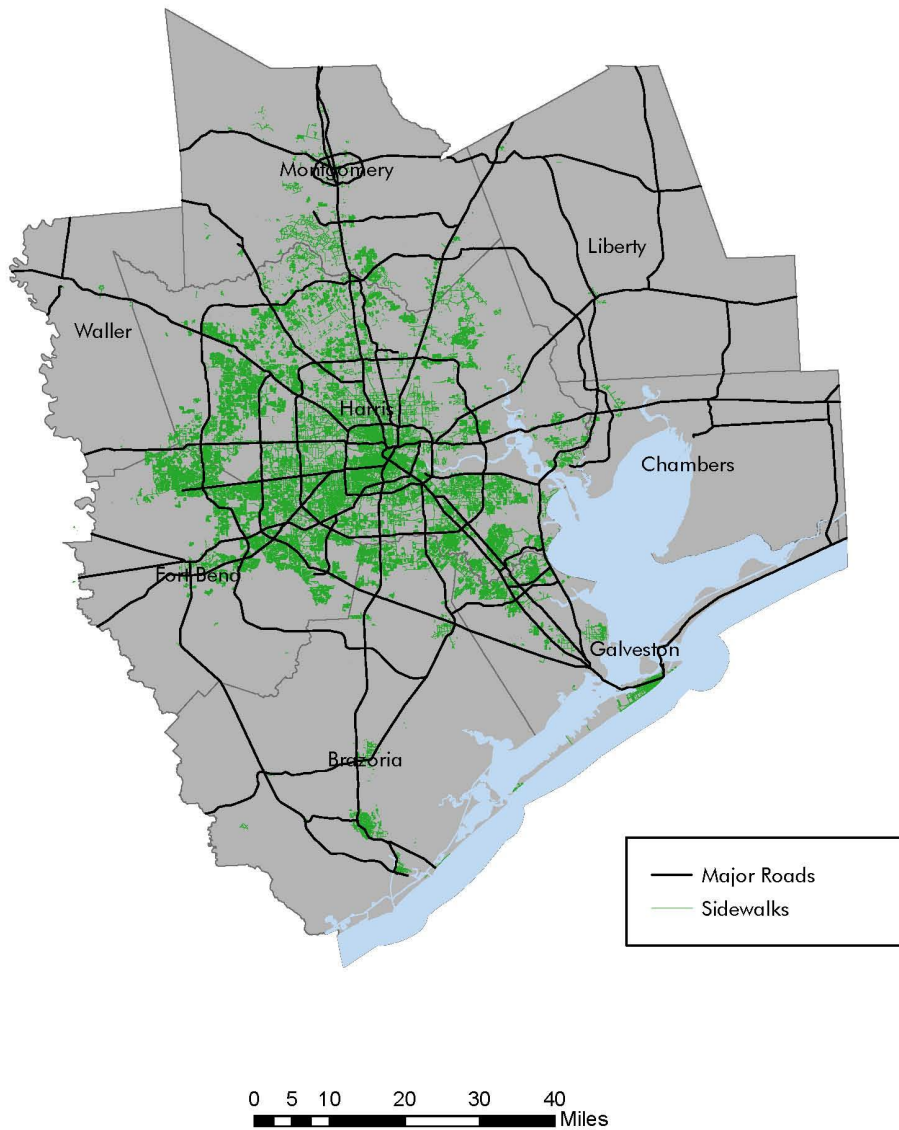 Montgomery
Liberty
Waller
Harris
Chambers
Fort Bend
Galveston
Brazoria
Major Roads
Sidewalks
0 5 10 20 30 40
Miles